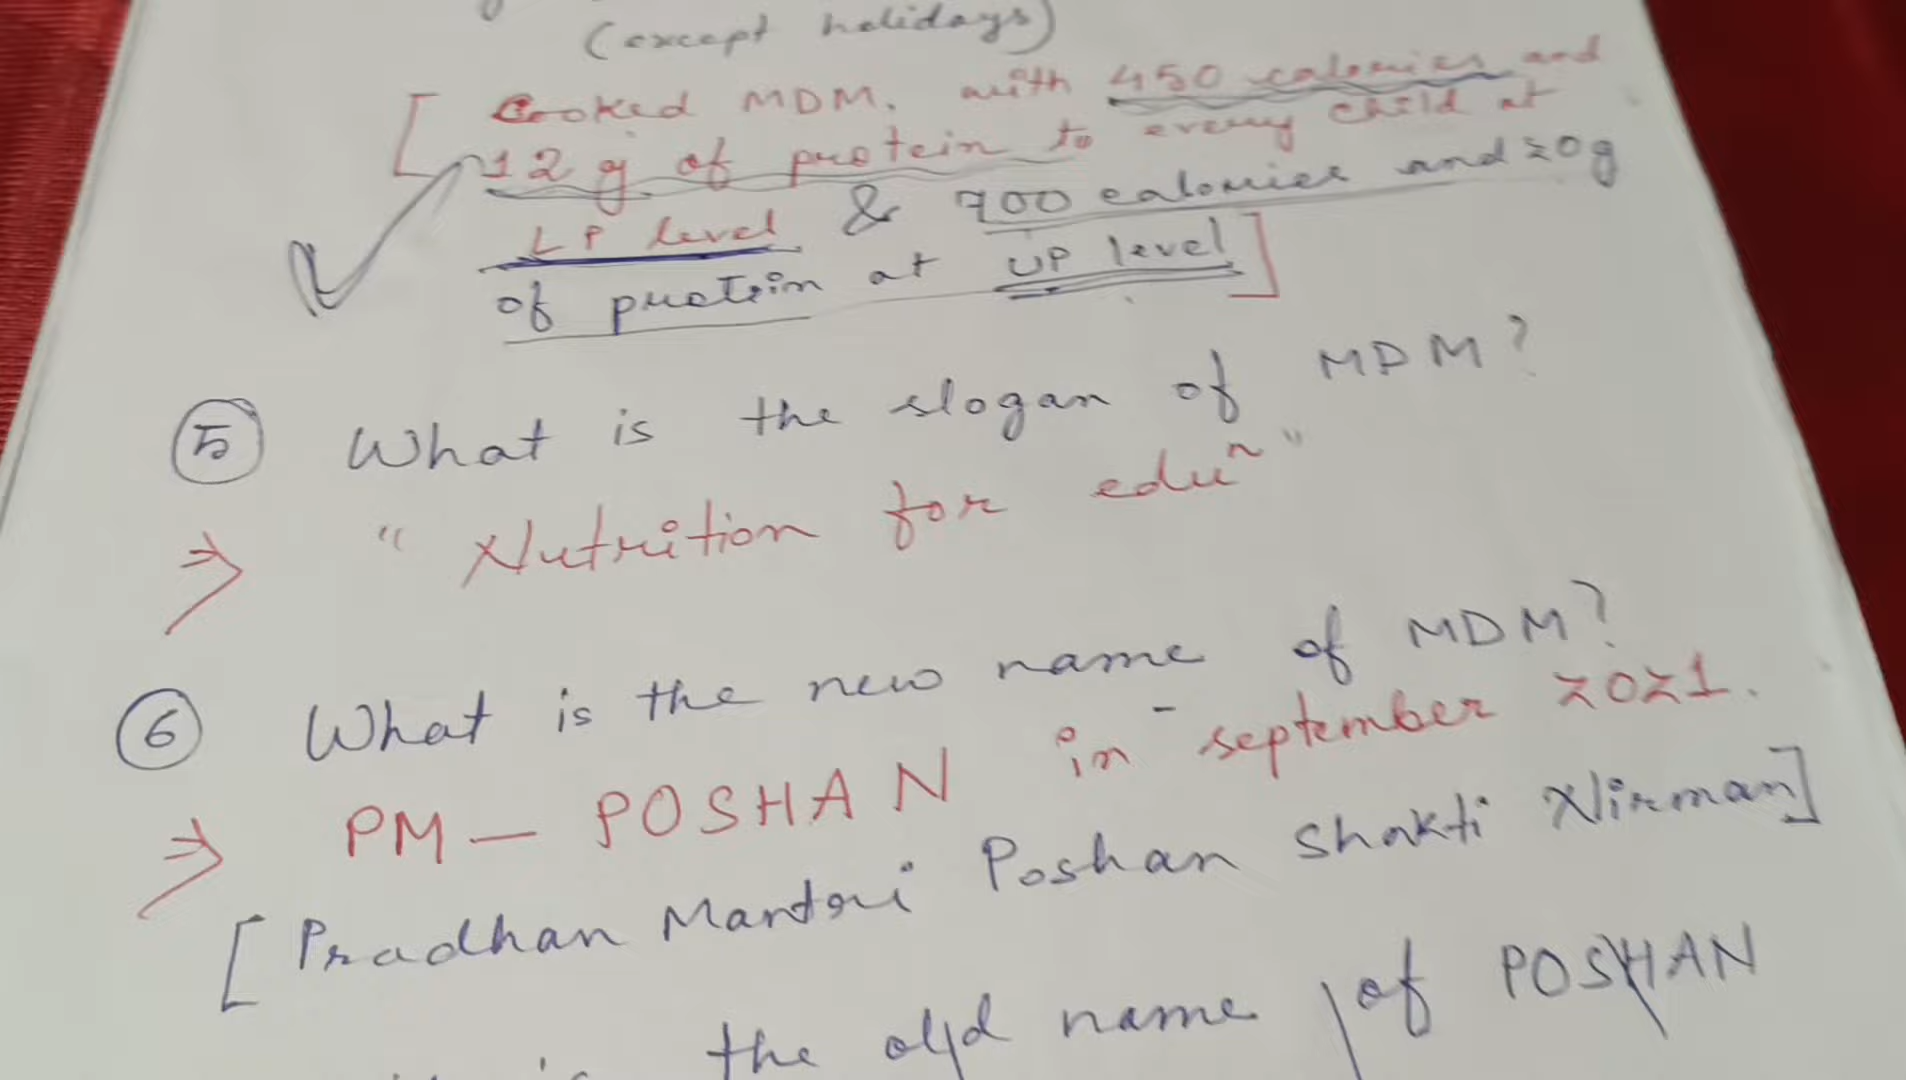 (except holidays)
[ Cooked MDM. with 450 calories and
12 g of protein to every child at
LP level & 700 calories and 20g
of protein at UP level ]
5 What is the slogan of MDM?
⇒ " Nutrition for eduⁿ "
6 What is the new name of MDM?
⇒ PM - POSHAN in september 2021.
[ Pradhan Mantri Poshan Shakti Nirman ]
the old name of POSHAN